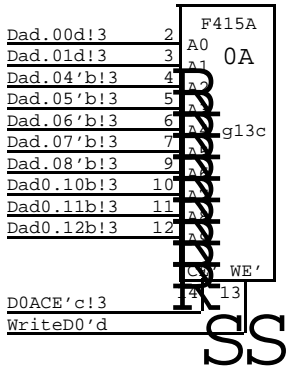 F415A
0A
g13c
Dad.00d!3 2 A0
Dad.01d!3 3 A1
Dad.04'b!3 4 A2
Dad.05'b!3 5
Dad.06'b!3 6
Dad.07'b!3 7
Dad.08'b!3 9
Dad0.10b!3 10
Dad0.11b!3 11
Dad0.12b!3 12
WE'
14 13
D0ACE'c!3
WriteD0'd
SS